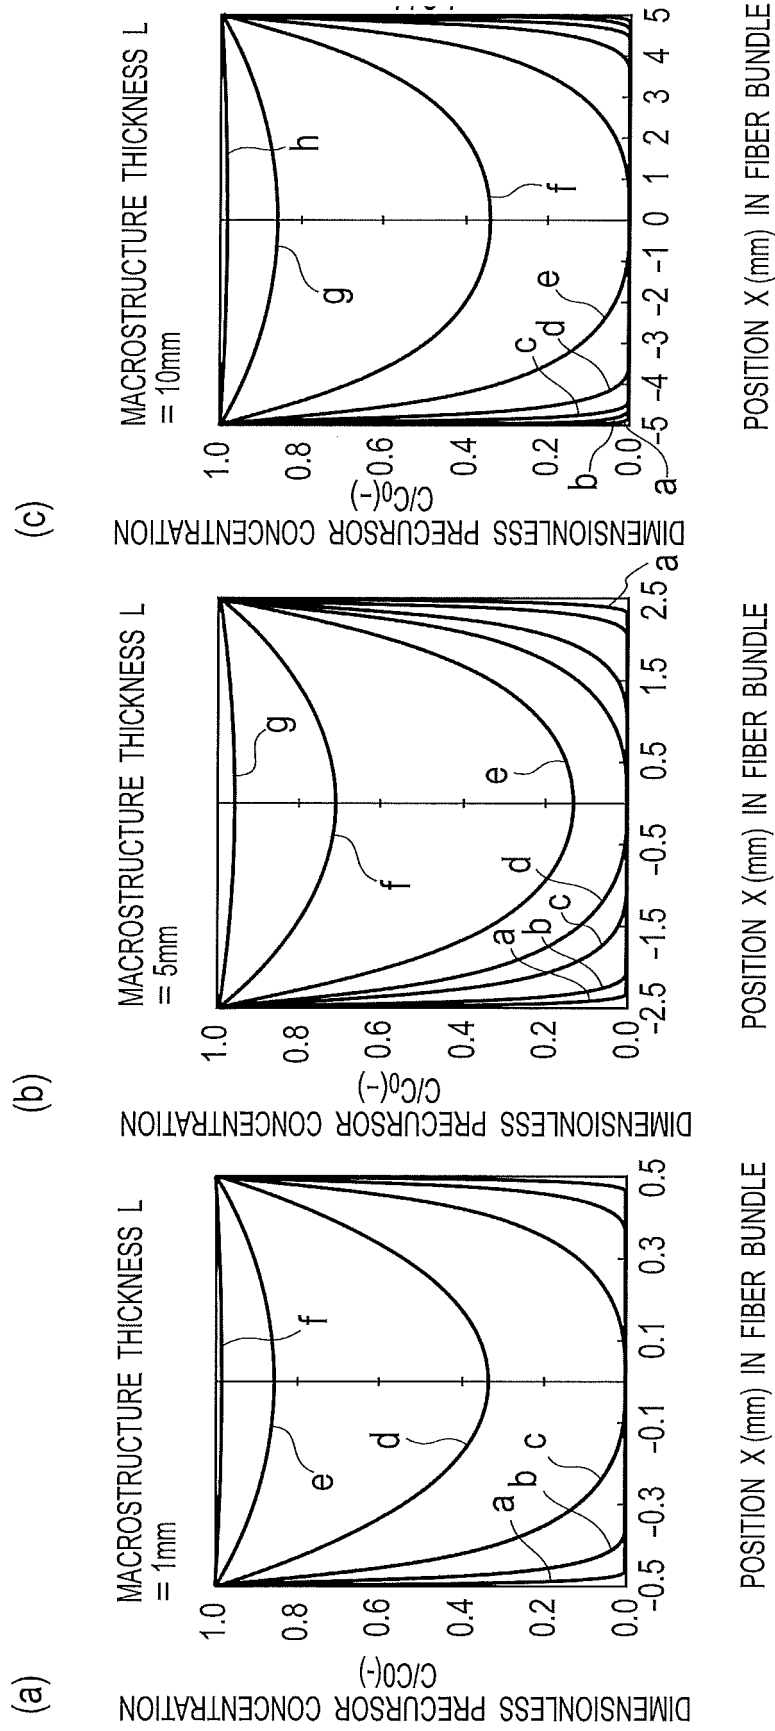 (a)
MACROSTRUCTURE THICKNESS L
= 1mm
DIMENSIONLESS PRECURSOR CONCENTRATION
C/C0(-)
1.0
0.8
0.6
0.4
0.2
0.0
-0.5
-0.3
-0.1
0.1
0.3
0.5
a
b
c
d
e
f
POSITION X (mm) IN FIBER BUNDLE
(b)
MACROSTRUCTURE THICKNESS L
= 5mm
DIMENSIONLESS PRECURSOR CONCENTRATION
C/C0(-)
1.0
0.8
0.6
0.4
0.2
0.0
-2.5
-1.5
-0.5
0.5
1.5
2.5
a
b
c
d
e
f
g
a
POSITION X (mm) IN FIBER BUNDLE
(c)
MACROSTRUCTURE THICKNESS L
= 10mm
DIMENSIONLESS PRECURSOR CONCENTRATION
C/C0(-)
1.0
0.8
0.6
0.4
0.2
0.0
-5
-4
-3
-2
-1
0
1
2
3
4
5
a
b
c
d
e
f
g
h
POSITION X (mm) IN FIBER BUNDLE